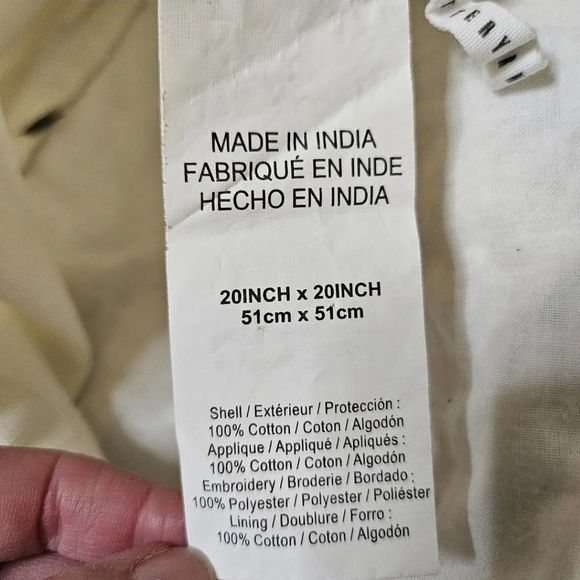 MADE IN INDIA
FABRIQUÉ EN INDE
HECHO EN INDIA
20INCH x 20INCH
51cm x 51cm
Shell / Extérieur / Protección :
100% Cotton / Coton / Algodón
Applique / Appliqué / Apliqués :
100% Cotton / Coton / Algodón
Embroidery / Broderie / Bordado :
100% Polyester / Polyester / Poliéster
Lining / Doublure / Forro :
100% Cotton / Coton / Algodón